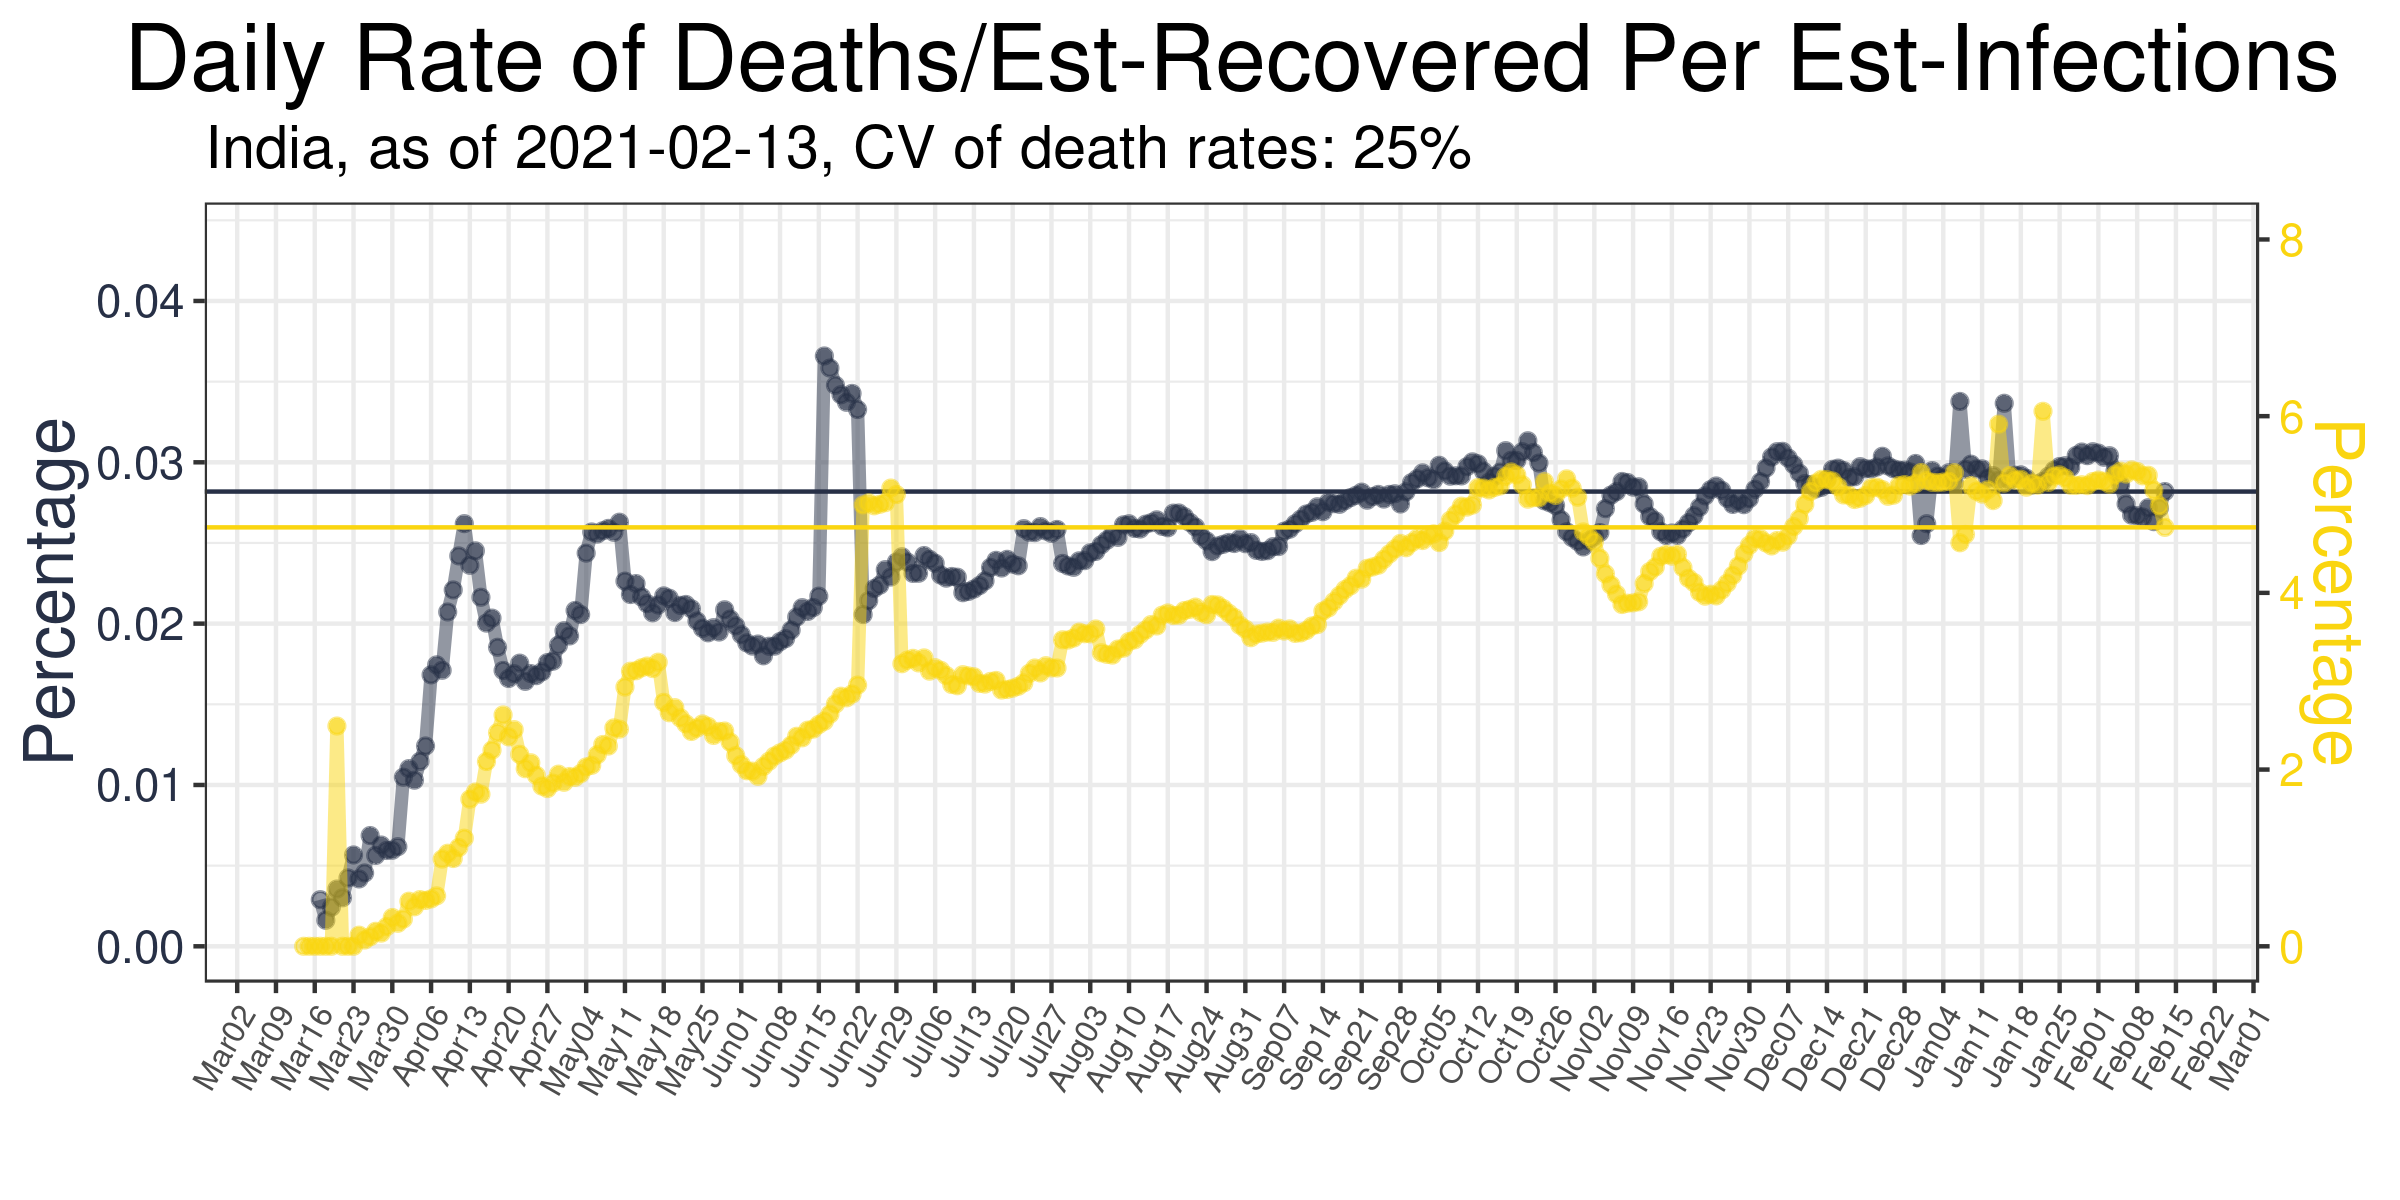 Daily Rate of Deaths/Est-Recovered Per Est-Infections
India, as of 2021-02-13, CV of death rates: 25%
Percentage
0.04
0.03
0.02
0.01
0.00
8
6
4
2
0
Percentage
Mar02
Mar09
Mar16
Mar23
Mar30
Apr06
Apr13
Apr20
Apr27
May04
May11
May18
May25
Jun01
Jun08
Jun15
Jun22
Jun29
Jul06
Jul13
Jul20
Jul27
Aug03
Aug10
Aug17
Aug24
Aug31
Sep07
Sep14
Sep21
Sep28
Oct05
Oct12
Oct19
Oct26
Nov02
Nov09
Nov16
Nov23
Nov30
Dec07
Dec14
Dec21
Dec28
Jan04
Jan11
Jan18
Jan25
Feb01
Feb08
Feb15
Feb22
Mar01